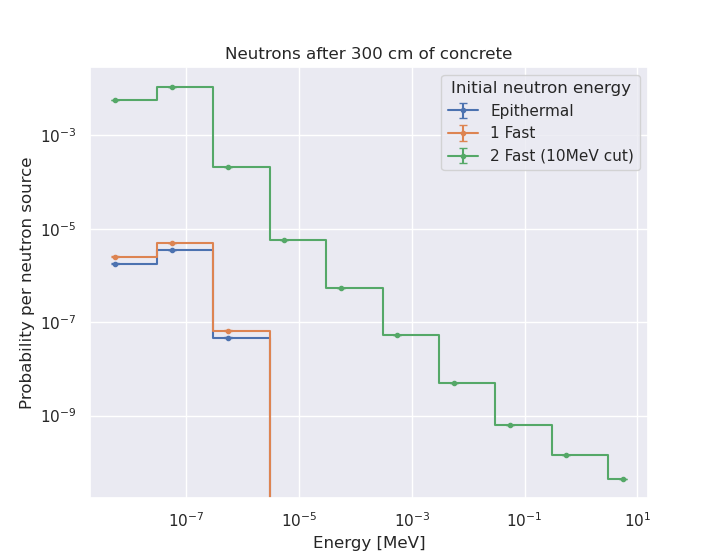 Neutrons after 300 cm of concrete
Initial neutron energy
Epithermal
1 Fast
2 Fast (10MeV cut)
Probability per neutron source
10⁻³
10⁻⁵
10⁻⁷
10⁻⁹
10⁻⁷ 10⁻⁵ 10⁻³ 10⁻¹ 10¹
Energy [MeV]